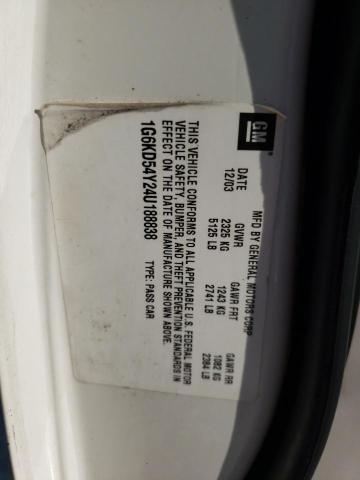 GM
MFD BY GENERAL MOTORS CORP
DATE GVWR GAWR FRT GAWR RR
12/03 2325 KG 1243 KG 1082 KG
5125 LB 2741 LB 2384 LB
THIS VEHICLE CONFORMS TO ALL APPLICABLE U.S. FEDERAL MOTOR
VEHICLE SAFETY, BUMPER, AND THEFT PREVENTION STANDARDS IN
EFFECT ON THE DATE OF MANUFACTURE SHOWN ABOVE.
1G6KD54Y24U188838 TYPE: PASS CAR